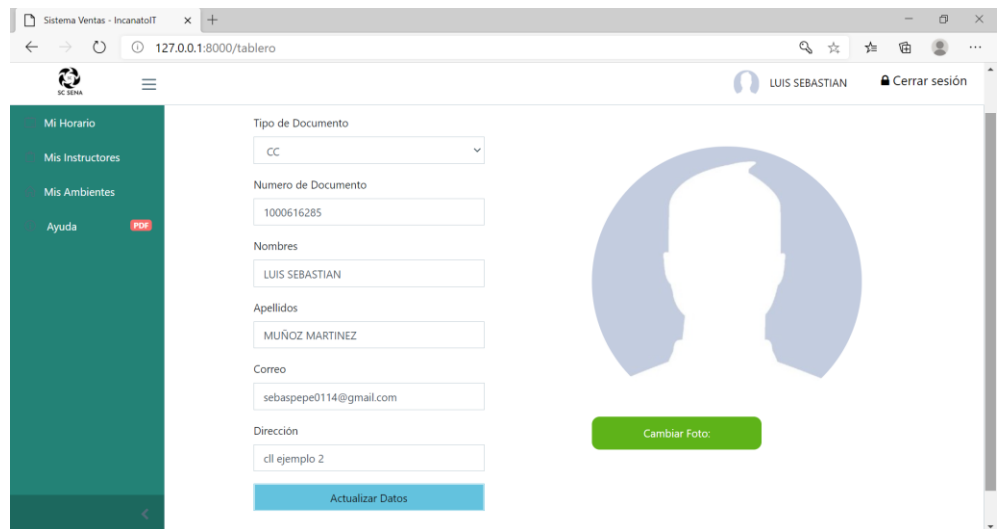 Sistema Ventas - IncanatoIT
127.0.0.1:8000/tablero
SC SENA
LUIS SEBASTIAN
Cerrar sesión
Mi Horario
Mis Instructores
Mis Ambientes
Ayuda PDF
Tipo de Documento
CC
Numero de Documento
1000616285
Nombres
LUIS SEBASTIAN
Apellidos
MUÑOZ MARTINEZ
Correo
sebaspepe0114@gmail.com
Dirección
cll ejemplo 2
Actualizar Datos
Cambiar Foto: